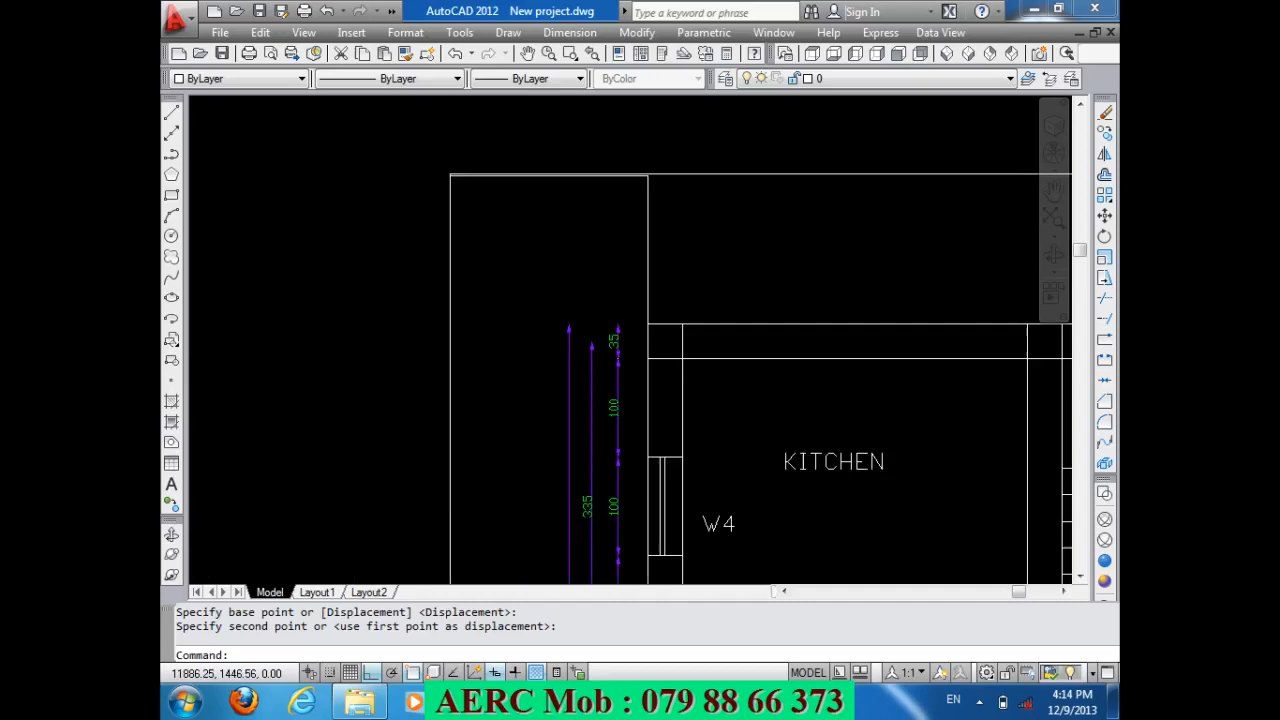 AutoCAD 2012 New project.dwg
Type a keyword or phrase
Sign In
File Edit View Insert Format Tools Draw Dimension Modify Parametric Window Help Express Data View
ByLayer
ByLayer
ByLayer
ByColor
0
35
100
335
100
KITCHEN
W4
A
Model Layout1 Layout2
Specify base point or [Displacement] <Displacement>:
Specify second point or <use first point as displacement>:
Command:
11886.25, 1446.56, 0.00
MODEL
1:1
AERC Mob : 079 88 66 373
EN
4:14 PM
12/9/2013